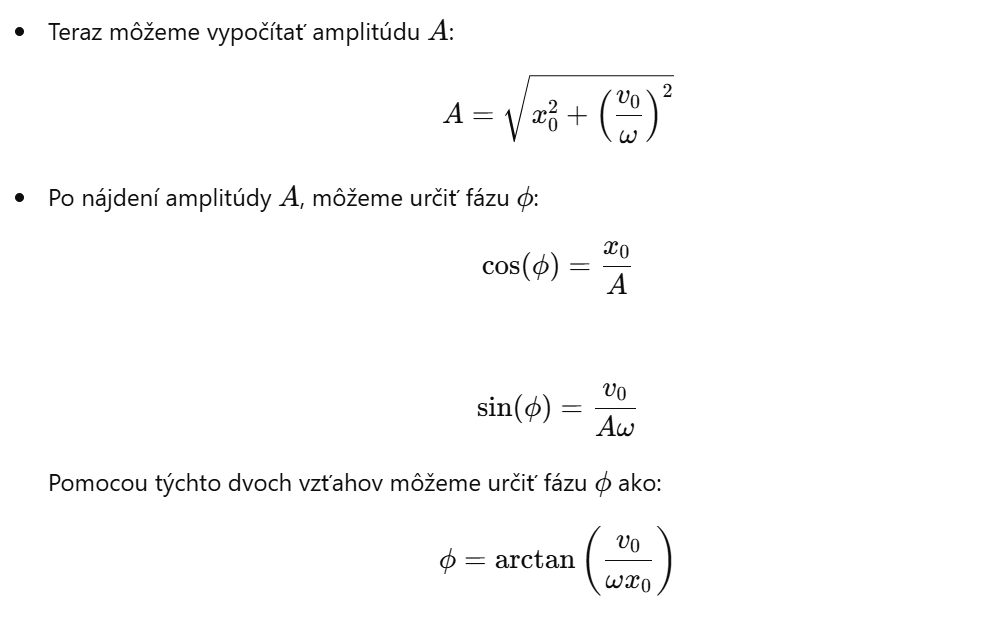 Teraz môžeme vypočítať amplitúdu A:
A = √(x₀² + (v₀/ω)²)
Po nájdení amplitúdy A, môžeme určiť fázu ϕ:
cos(ϕ) = x₀/A
sin(ϕ) = v₀/Aω
Pomocou týchto dvoch vzťahov môžeme určiť fázu ϕ ako:
ϕ = arctan(v₀/ωx₀)